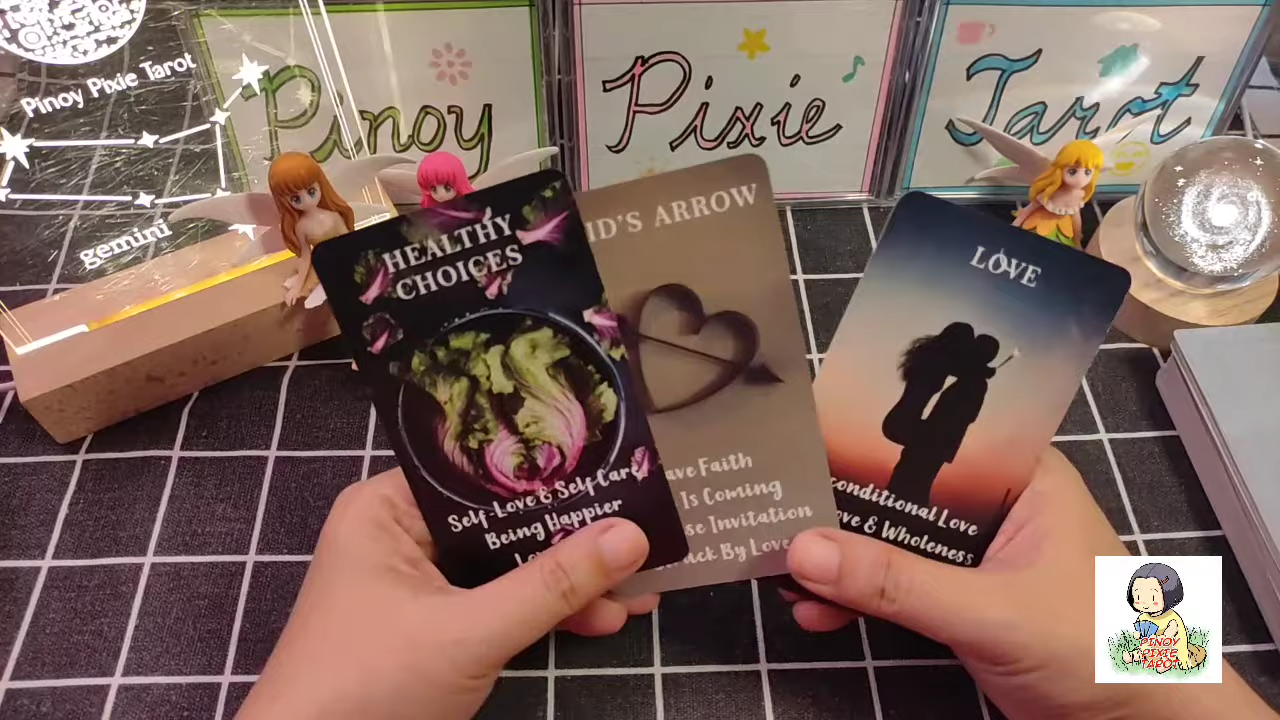 Pinoy Pixie Tarot
gemini
Pinoy
Pixie
Tarot
HEALTHY
CHOICES
Self-Love & Self Care
Being Happier
ID'S ARROW
ave Faith
Is Coming
se Invitation
By Love
LOVE
conditional Love
ove & Wholeness
PINOY
PIXIE
TAROT